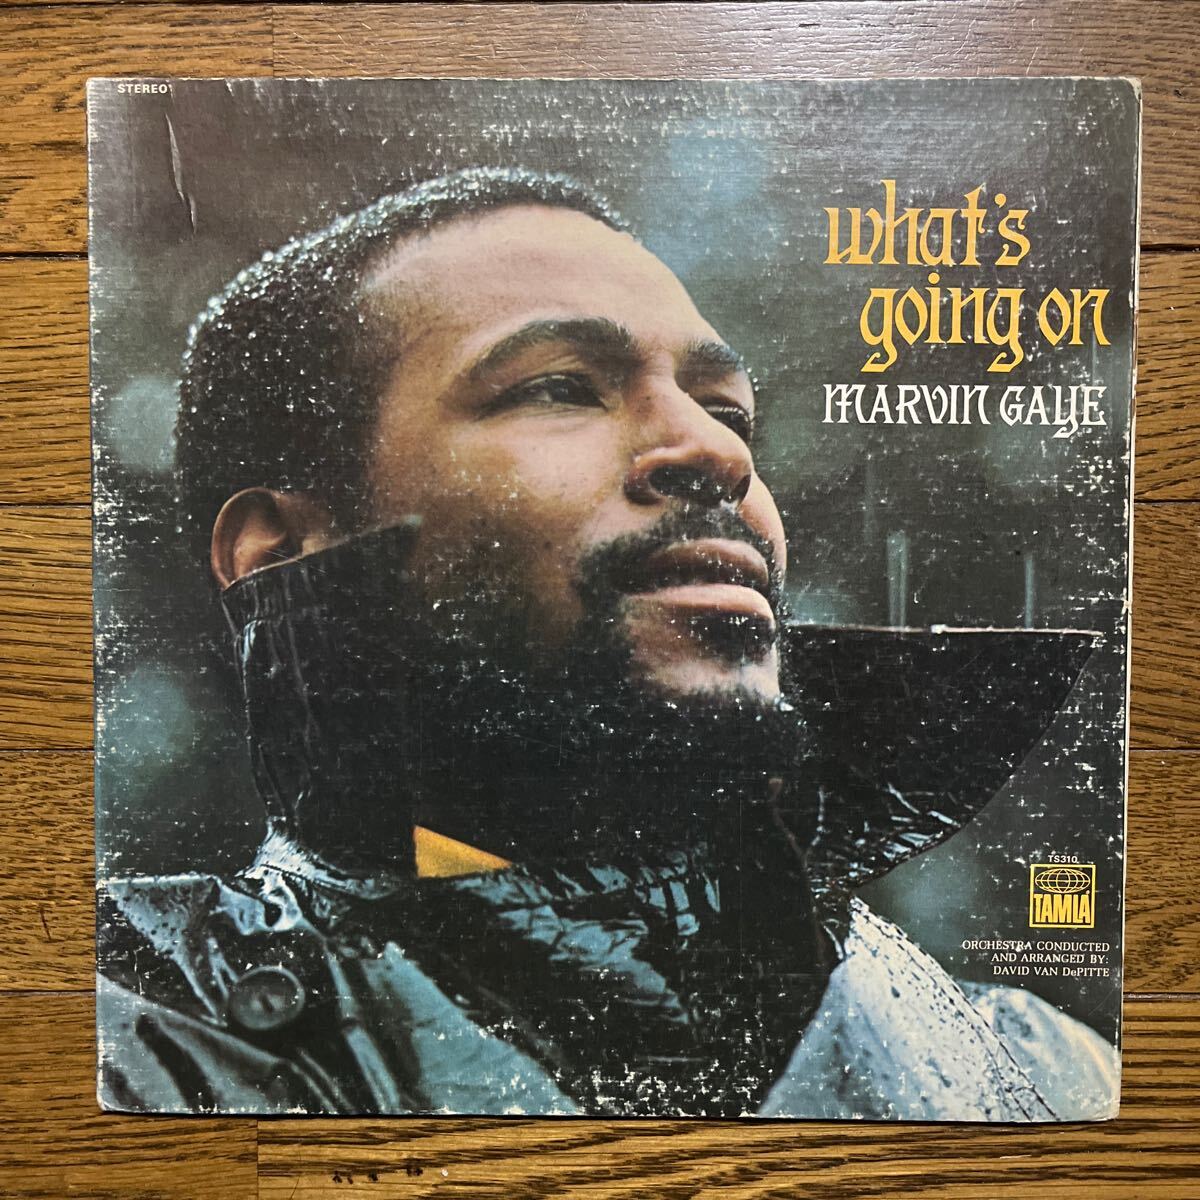 STEREO
what's
going on
MARVIN GAYE
TS310
TAMLA
ORCHESTRA CONDUCTED
AND ARRANGED BY:
DAVID VAN DePITTE